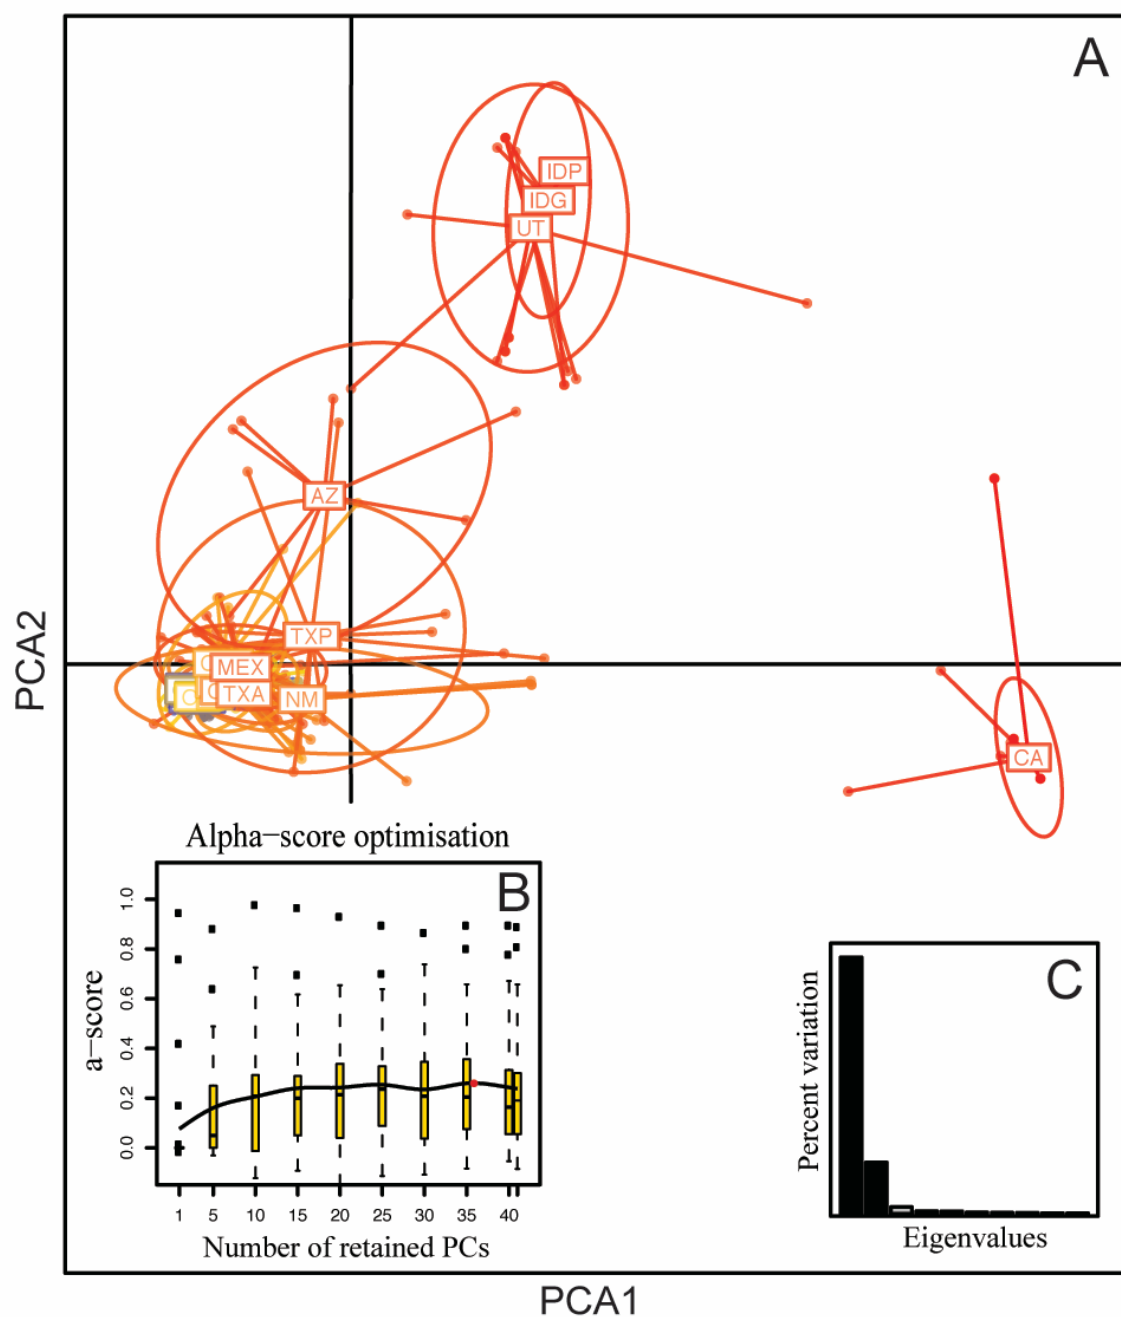 A
IDP
IDG
UT
AZ
TXP
MEX
TXA
NM
CA
PCA2
Alpha−score optimisation
B
a−score
0.0 0.2 0.4 0.6 0.8 1.0
1 5 10 15 20 25 30 35 40
Number of retained PCs
C
Percent variation
Eigenvalues
PCA1